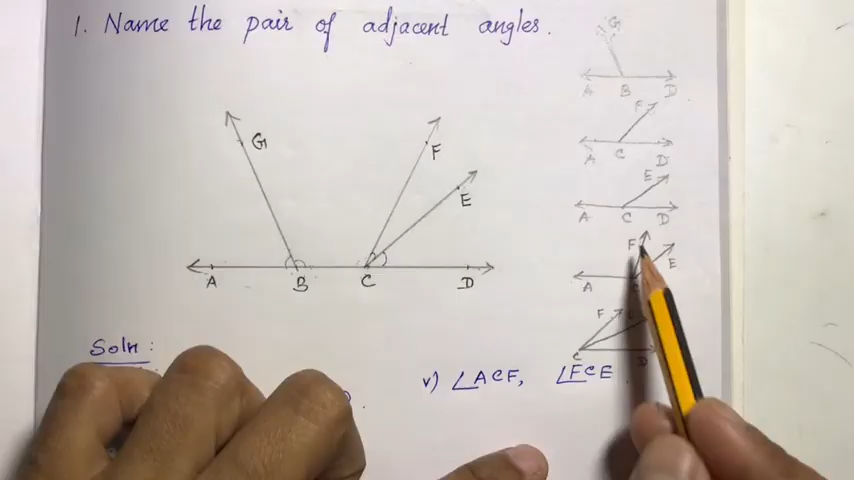 1. Name the pair of adjacent angles.
G
A B D
F
A C D
E
A C D
F
E
A
F
C D
G
F
E
A B C D
Soln :
v) ∠ACF, ∠FCE